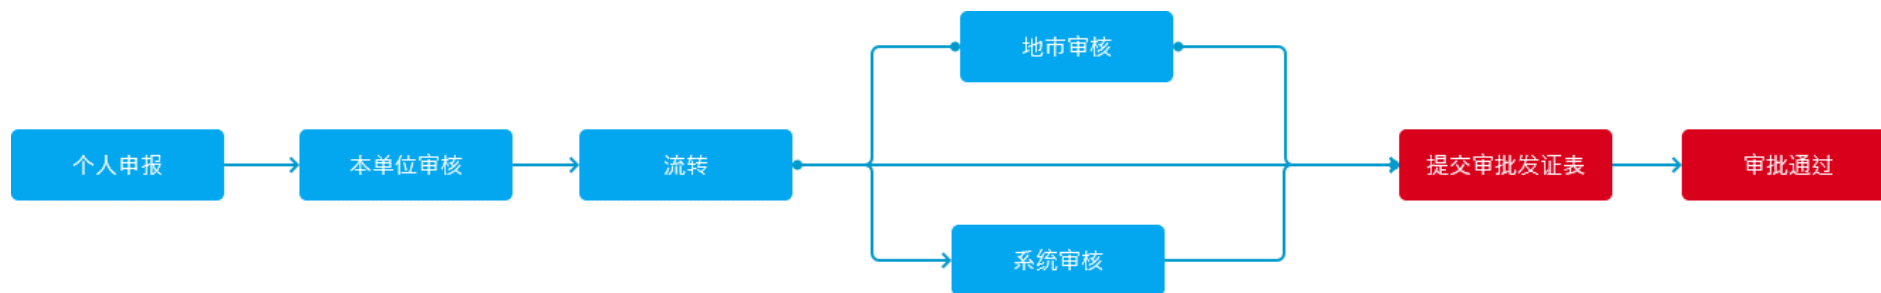 个人申报
本单位审核
流转
地市审核
系统审核
提交审批发证表
审批通过